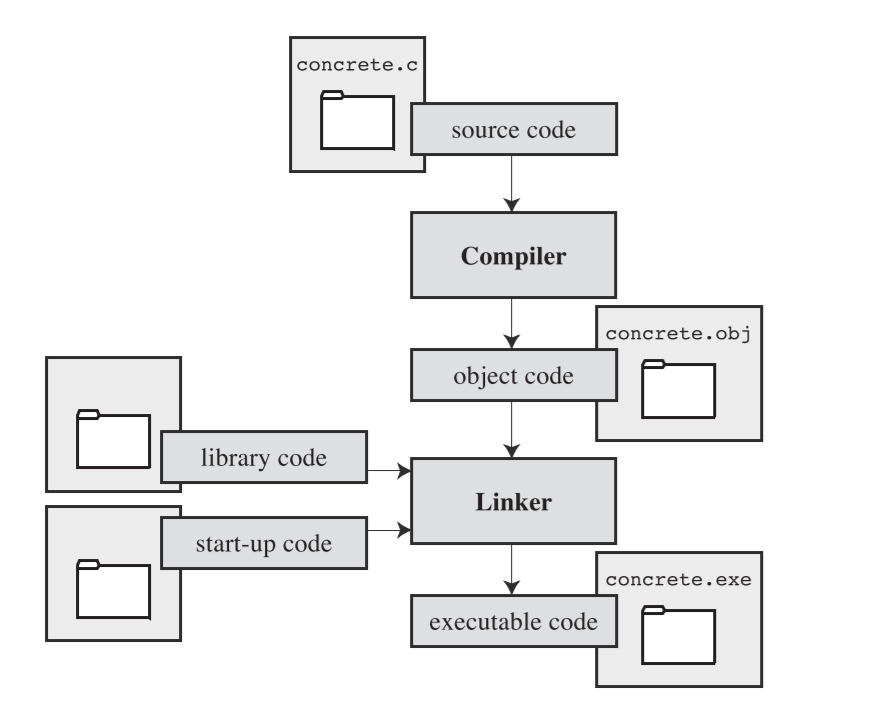 concrete.c
source code
Compiler
concrete.obj
object code
library code
Linker
start-up code
concrete.exe
executable code